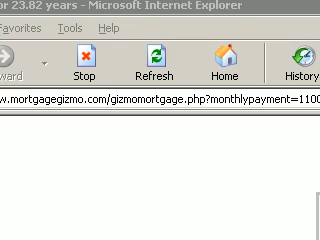 or 23.82 years - Microsoft Internet Explorer
Favorites Tools Help
ward Stop Refresh Home History
w.mortgagegizmo.com/gizmomortgage.php?monthlypayment=1100